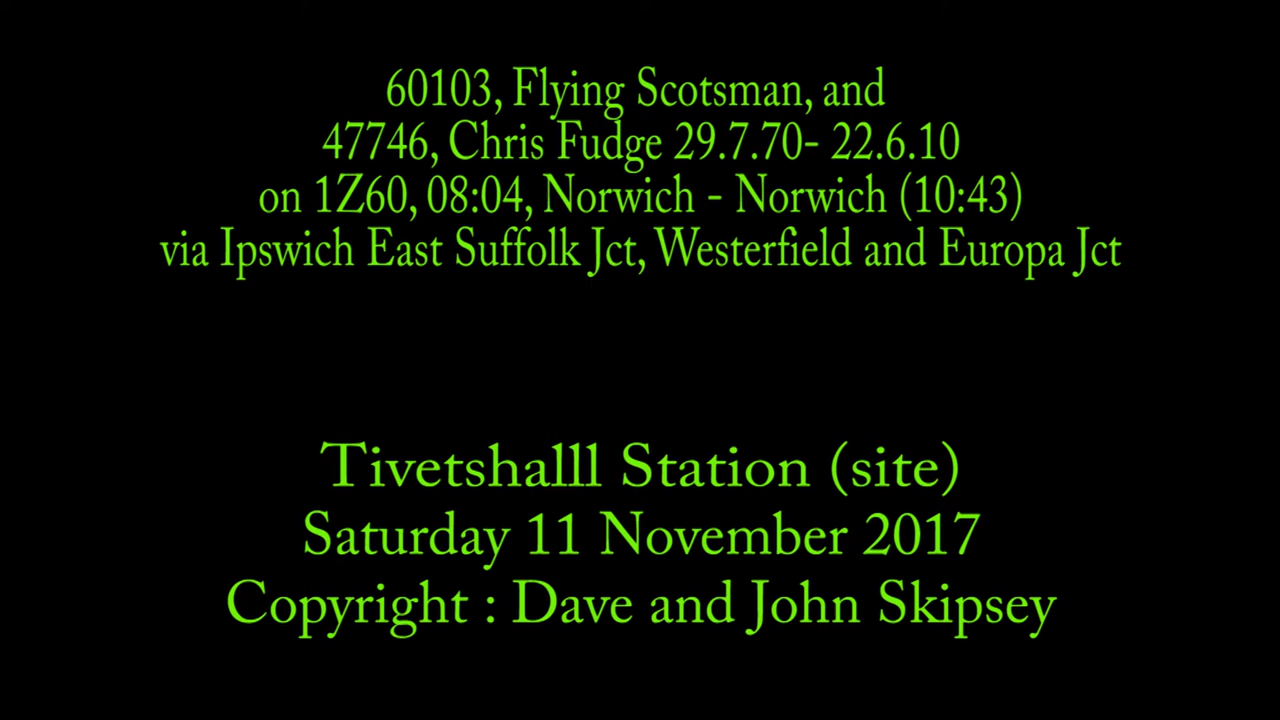 60103, Flying Scotsman, and
47746, Chris Fudge 29.7.70- 22.6.10
on 1Z60, 08:04, Norwich - Norwich (10:43)
via Ipswich East Suffolk Jct, Westerfield and Europa Jct
Tivetshalll Station (site)
Saturday 11 November 2017
Copyright : Dave and John Skipsey